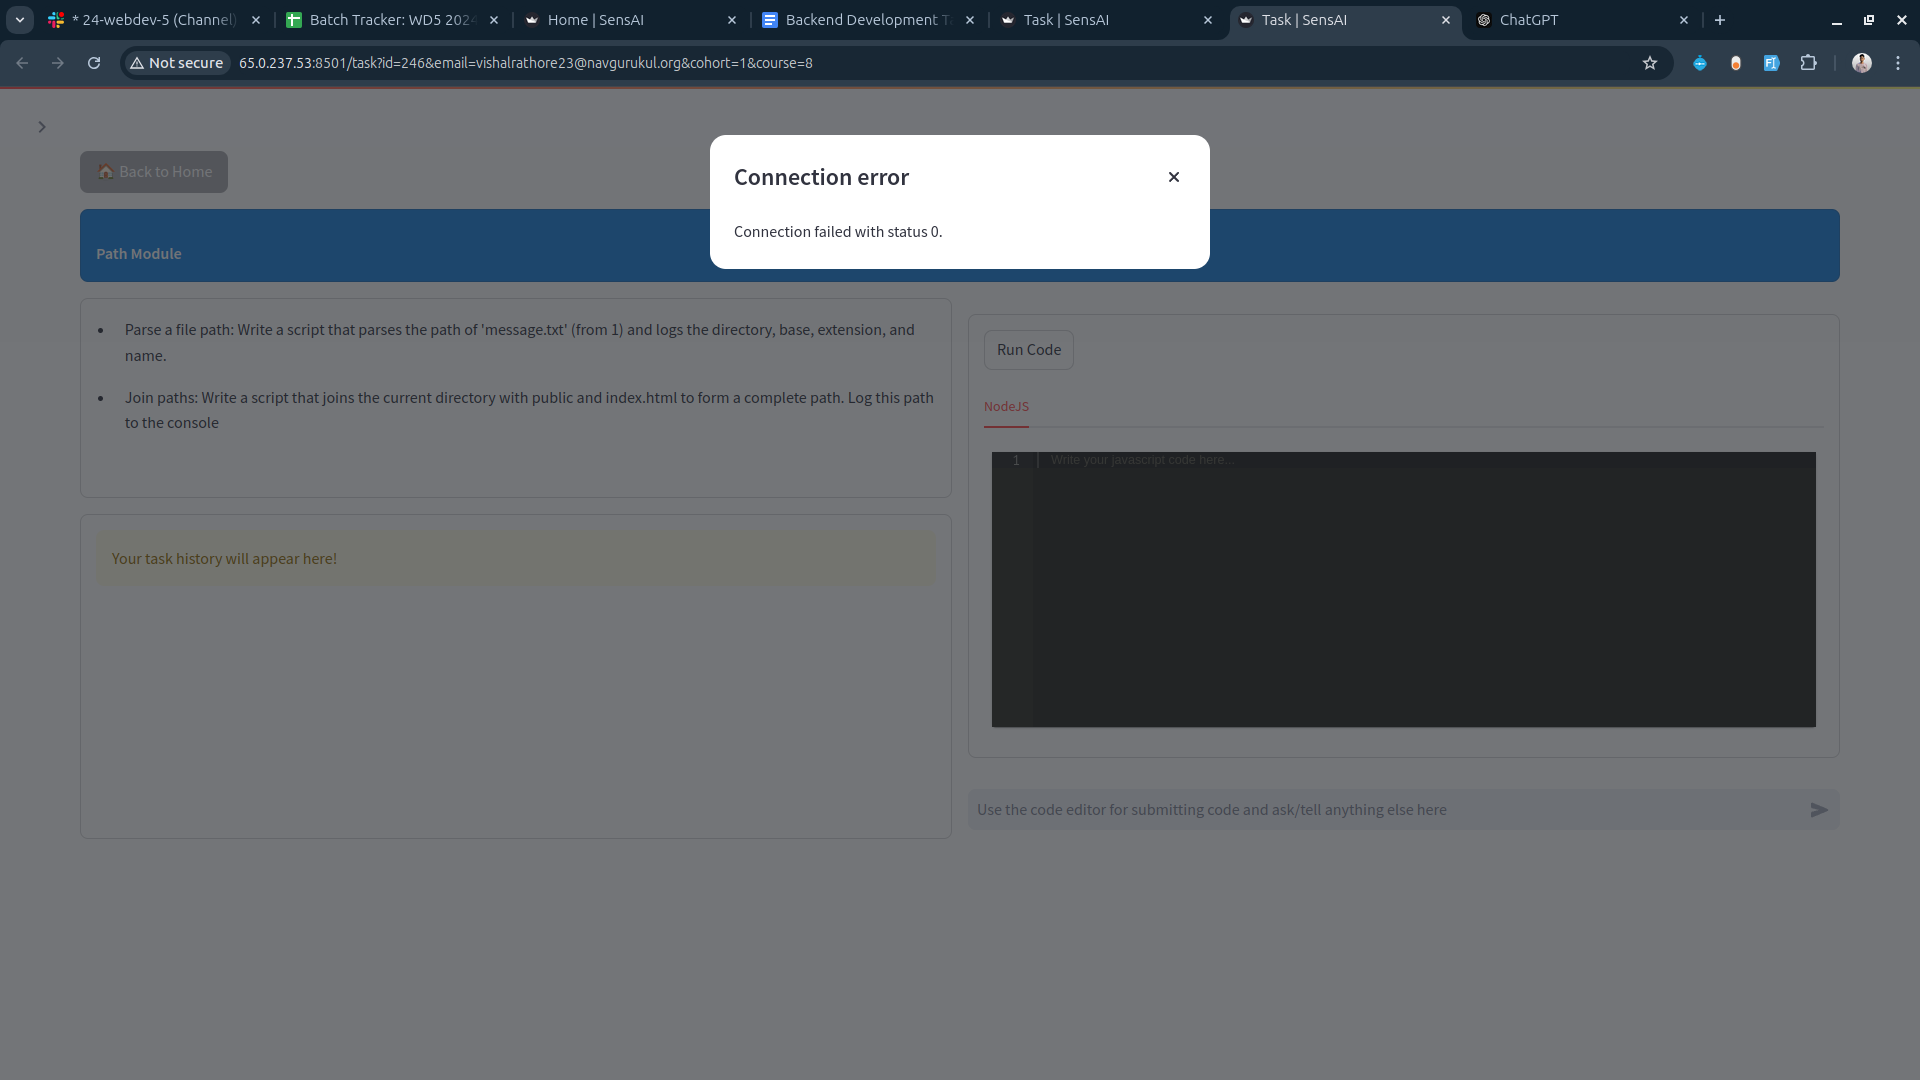 * 24-webdev-5 (Channel)
Batch Tracker: WD5 2024
Home | SensAI
Backend Development T
Task | SensAI
Task | SensAI
ChatGPT
Not secure
65.0.237.53:8501/task?id=246&email=vishalrathore23@navgurukul.org&cohort=1&course=8
Connection error
Connection failed with status 0.
🏠 Back to Home
Path Module
Parse a file path: Write a script that parses the path of 'message.txt' (from 1) and logs the directory, base, extension, and
name.
Join paths: Write a script that joins the current directory with public and index.html to form a complete path. Log this path
to the console
Your task history will appear here!
Run Code
NodeJS
1
Write your javascript code here...
Use the code editor for submitting code and ask/tell anything else here